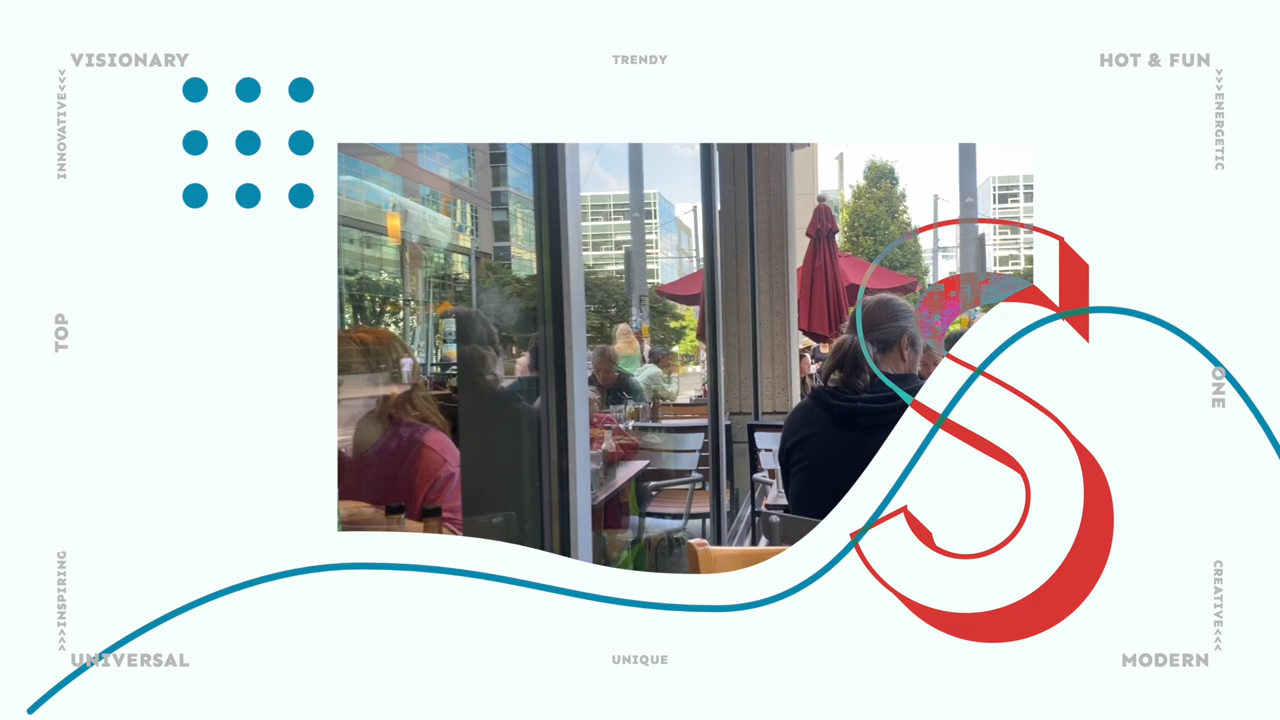 VISIONARY
TRENDY
HOT & FUN
INNOVATIVE<<<
>>>ENERGETIC
TOP
ONE
>>>INSPIRING
CREATIVE<<<
UNIVERSAL
UNIQUE
MODERN
S